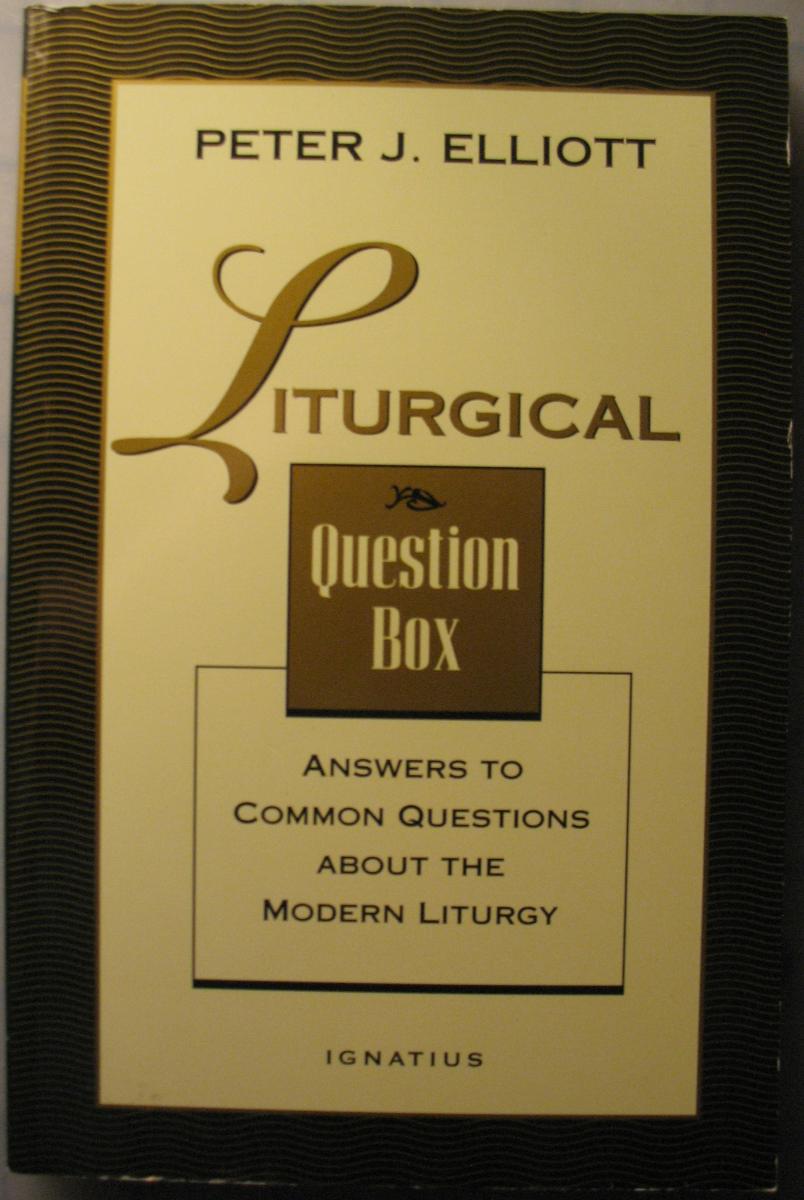 PETER J. ELLIOTT
LITURGICAL
Question
Box
ANSWERS TO
COMMON QUESTIONS
ABOUT THE
MODERN LITURGY
IGNATIUS